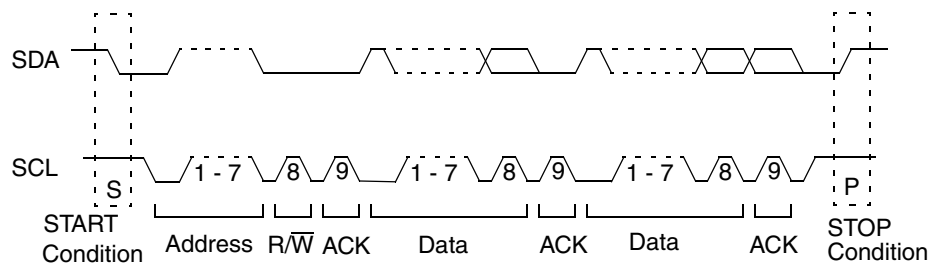 SDA
SCL
1 - 7 8 9 1 - 7 8 9 1 - 7 8 9
S
P
START
Condition
Address R/W̅ ACK Data ACK Data ACK
STOP
Condition